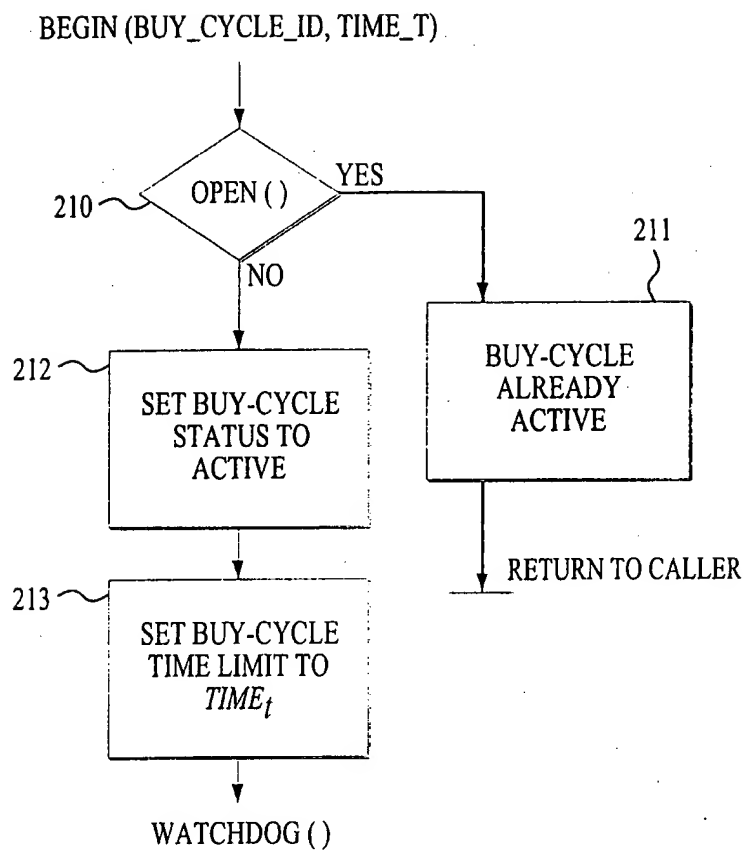 BEGIN (BUY_CYCLE_ID, TIME_T)
OPEN ( )
YES
210
NO
211
BUY-CYCLE
ALREADY
ACTIVE
212
SET BUY-CYCLE
STATUS TO
ACTIVE
RETURN TO CALLER
213
SET BUY-CYCLE
TIME LIMIT TO
TIMEt
WATCHDOG ( )